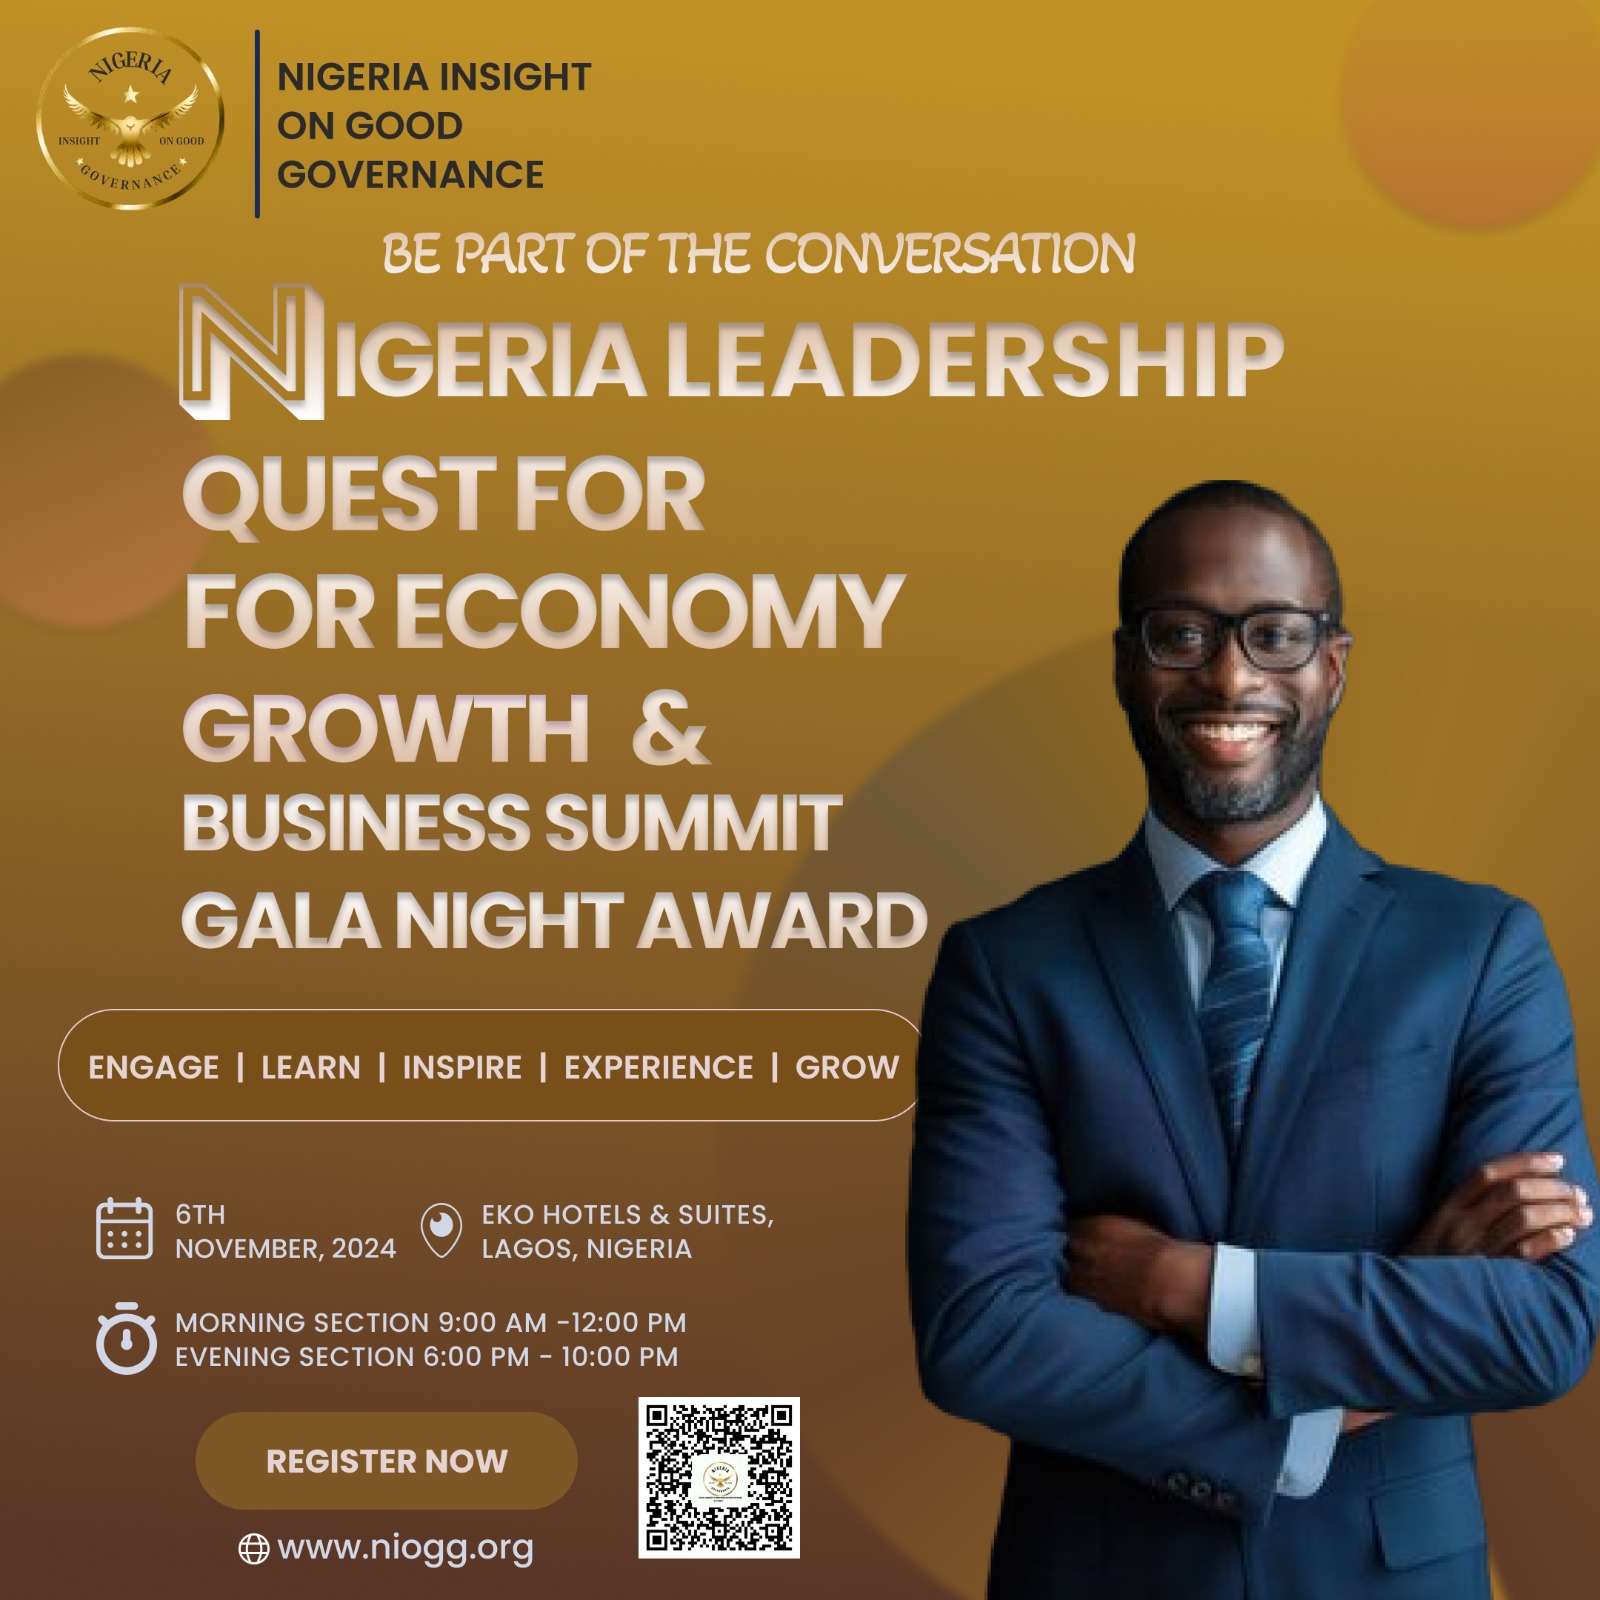 NIGERIA
INSIGHT ON GOOD
GOVERNANCE
NIGERIA INSIGHT
ON GOOD
GOVERNANCE
BE PART OF THE CONVERSATION
NIGERIA LEADERSHIP
QUEST FOR
FOR ECONOMY
GROWTH &
BUSINESS SUMMIT
GALA NIGHT AWARD
ENGAGE | LEARN | INSPIRE | EXPERIENCE | GROW
6TH
NOVEMBER, 2024
EKO HOTELS & SUITES,
LAGOS, NIGERIA
MORNING SECTION 9:00 AM -12:00 PM
EVENING SECTION 6:00 PM - 10:00 PM
REGISTER NOW
www.niogg.org